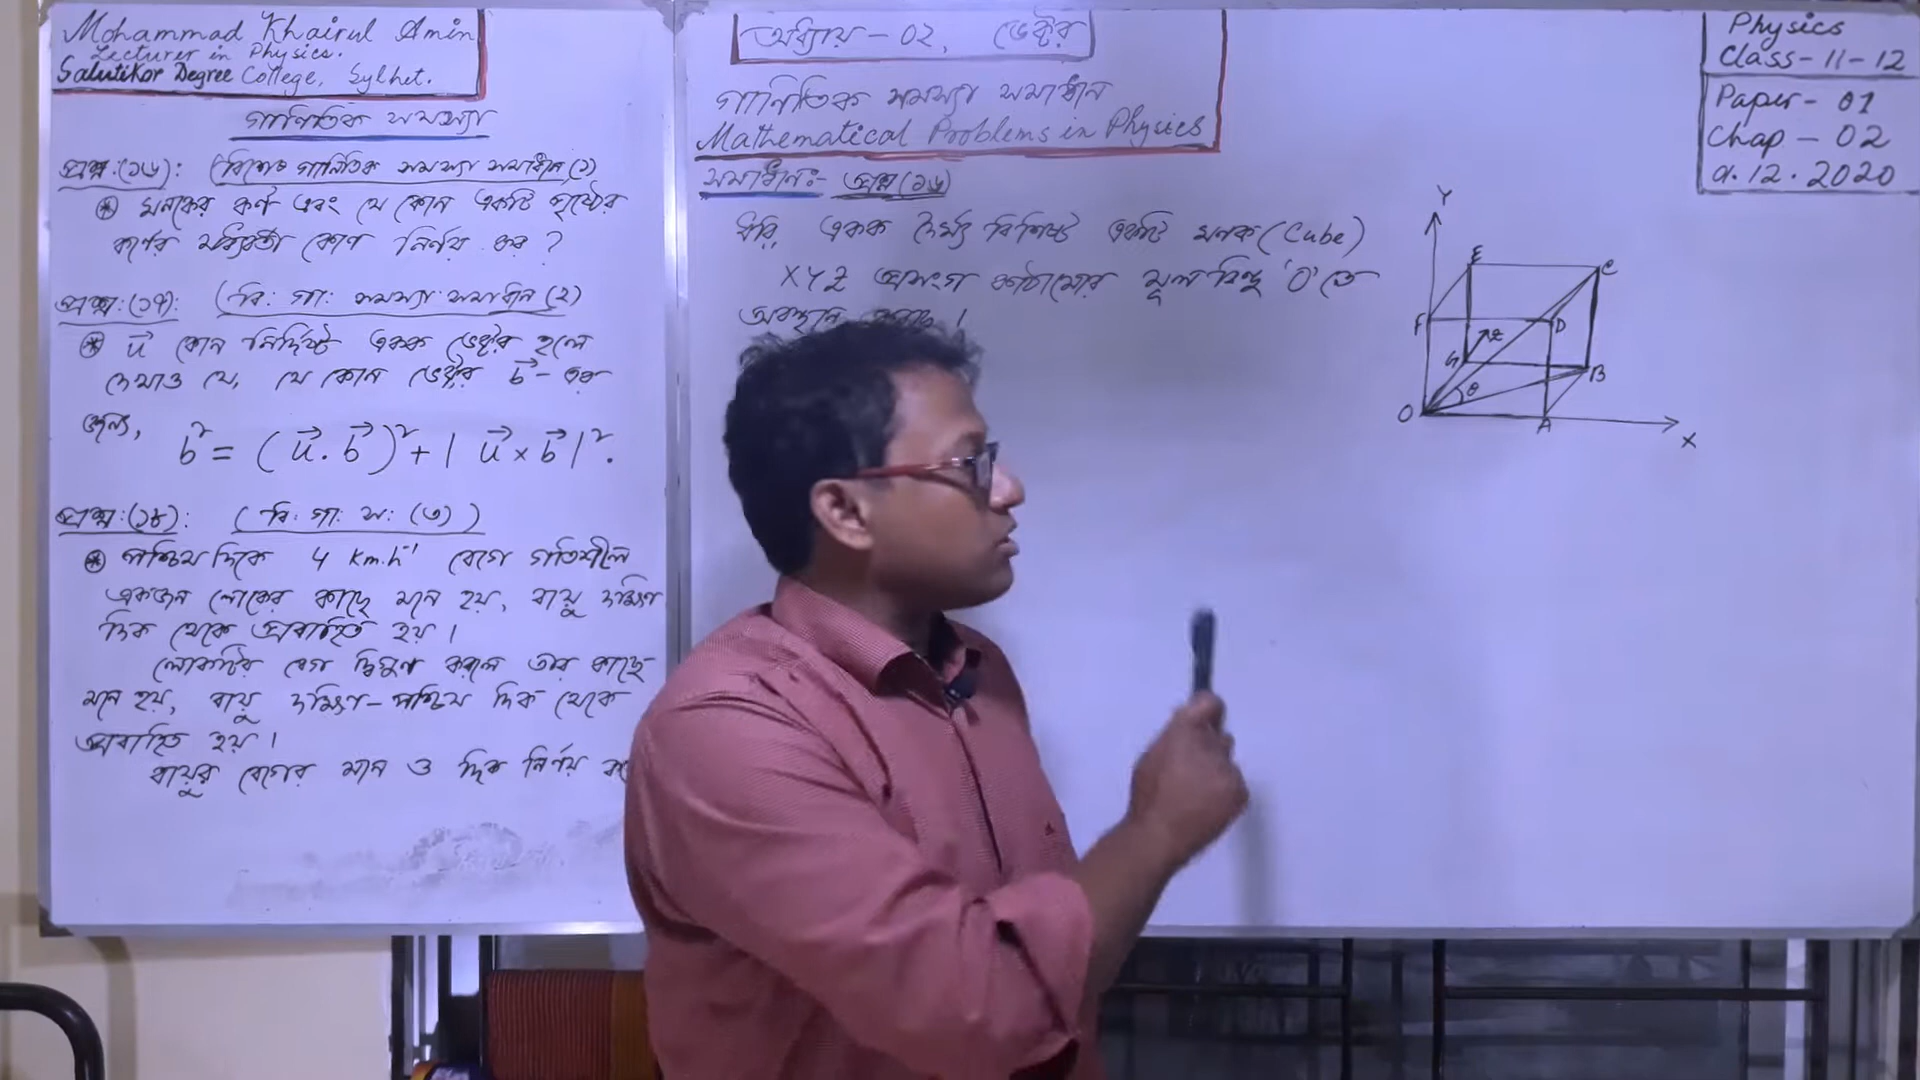 Mohammad Khairul Amin
Lecturer in Physics.
Salutikor Degree College, Sylhet.
গাণিতিক সমস্যা
প্রশ্ন:(১৬): (বিশেষ গাণিতিক সমস্যা সমাধান (১)
⊛ ঘনকের কর্ণ এবং যে কোন একটি পৃষ্ঠের
কর্ণের মধ্যবর্তী কোণ নির্ণয় কর ?
প্রশ্ন:(১৭): (বি: গা: সমস্যা সমাধান (২)
⊛ u⃗ কোন নির্দিষ্ট একক ভেক্টর হলে
দেখাও যে, যে কোন ভেক্টর b⃗ - এর
জন্য, b² = (u⃗ . b⃗)² + | u⃗ × b⃗ |².
প্রশ্ন:(১৮): (বি: গা: স: (৩))
⊛ পশ্চিম দিকে 4 km.h⁻¹ বেগে গতিশীল
একজন লোকের কাছে মনে হয়, বায়ু দক্ষিণ
দিক থেকে প্রবাহিত হয় ।
লোকটির বেগ দ্বিগুণ করলে তার কাছে
মনে হয়, বায়ু দক্ষিণ-পশ্চিম দিক থেকে
প্রবাহিত হয় ।
বায়ুর বেগের মান ও দিক নির্ণয়
অধ্যায় - 02, ভেক্টর
গাণিতিক সমস্যা সমাধান
Mathematical Problems in Physics
সমাধান:- প্রশ্ন (১৬)
ধরি, একক দৈর্ঘ্য বিশিষ্ট একটি ঘনক (Cube)
XYZ প্রসংগ কাঠামোর মূল বিন্দু 'O' তে
অবস্থান
Physics
Class - 11 - 12
Paper - 01
Chap - 02
01.12.2020
Y
E
C
F
D
Z
G
B
θ
O
A
X